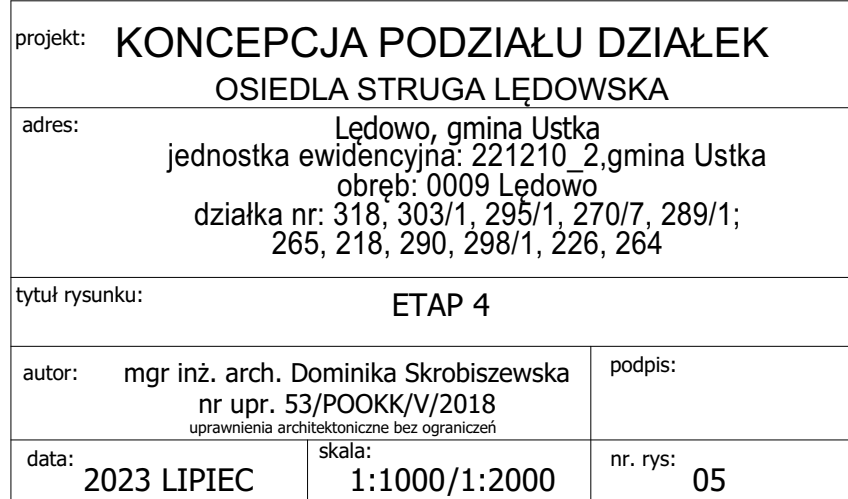 projekt: KONCEPCJA PODZIAŁU DZIAŁEK
OSIEDLA STRUGA LĘDOWSKA
adres: Lędowo, gmina Ustka
jednostka ewidencyjna: 221210_2,gmina Ustka
obręb: 0009 Lędowo
działka nr: 318, 303/1, 295/1, 270/7, 289/1;
265, 218, 290, 298/1, 226, 264
tytuł rysunku: ETAP 4
autor: mgr inż. arch. Dominika Skrobiszewska
nr upr. 53/POOKK/V/2018
uprawnienia architektoniczne bez ograniczeń
podpis:
data: 2023 LIPIEC
skala: 1:1000/1:2000
nr. rys: 05